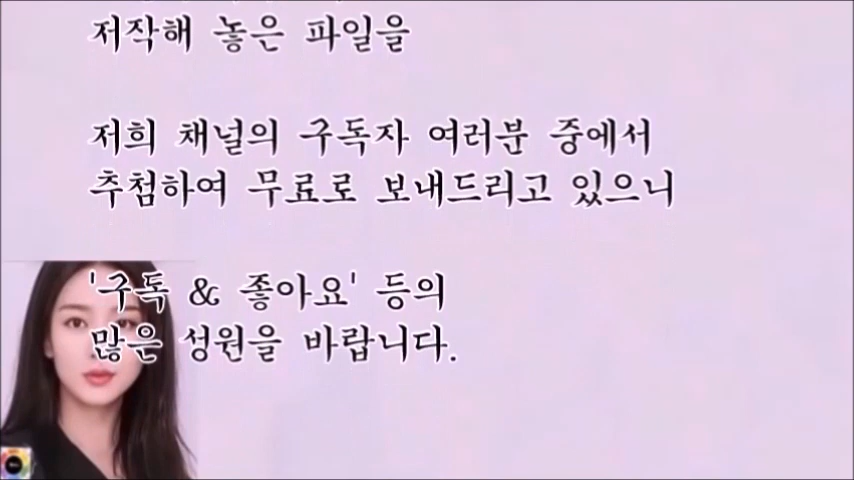 저작해 놓은 파일을
저희 채널의 구독자 여러분 중에서
추첨하여 무료로 보내드리고 있으니
'구독 & 좋아요' 등의
많은 성원을 바랍니다.